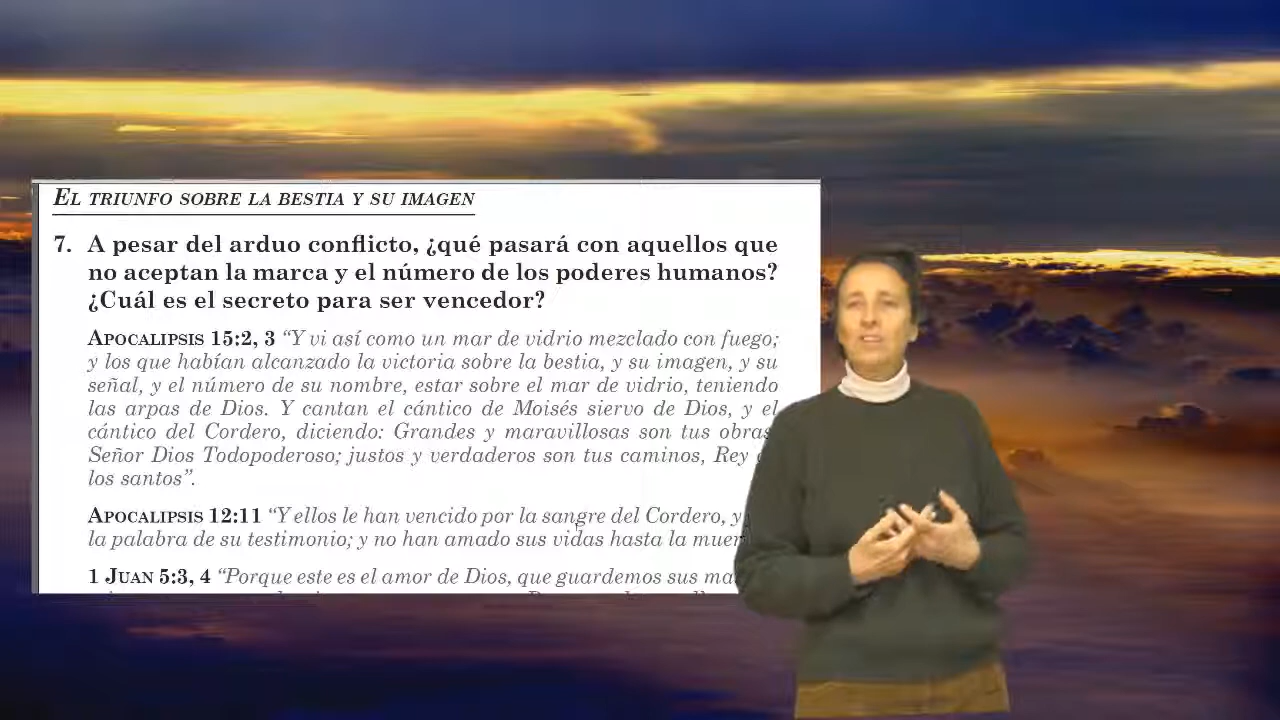 El triunfo sobre la bestia y su imagen
7. A pesar del arduo conflicto, ¿qué pasará con aquellos que
no aceptan la marca y el número de los poderes humanos?
¿Cuál es el secreto para ser vencedor?
Apocalipsis 15:2, 3 “Y vi así como un mar de vidrio mezclado con fuego;
y los que habían alcanzado la victoria sobre la bestia, y su imagen, y su
señal, y el número de su nombre, estar sobre el mar de vidrio, teniendo
las arpas de Dios. Y cantan el cántico de Moisés siervo de Dios, y el
cántico del Cordero, diciendo: Grandes y maravillosas son tus obras
Señor Dios Todopoderoso; justos y verdaderos son tus caminos, Rey
los santos”.
Apocalipsis 12:11 “Y ellos le han vencido por la sangre del Cordero, y
la palabra de su testimonio; y no han amado sus vidas hasta la
1 Juan 5:3, 4 “Porque este es el amor de Dios, que guardemos sus